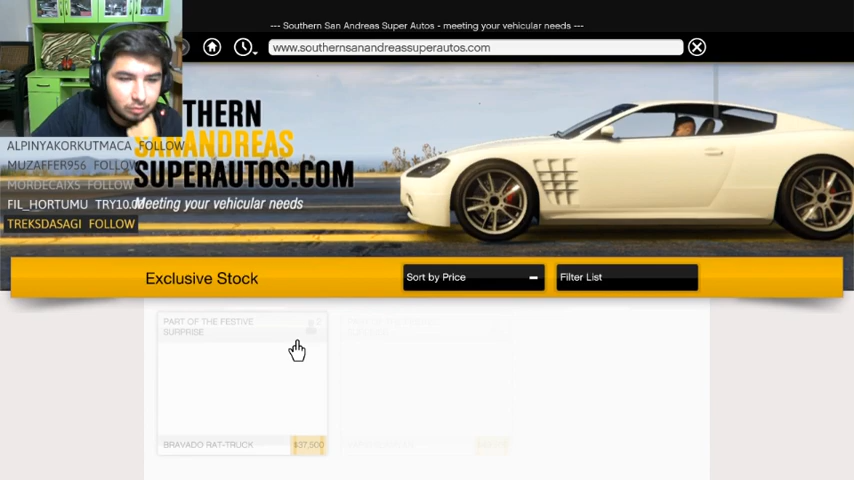 --- Southern San Andreas Super Autos - meeting your vehicular needs ---
www.southernsanandreassuperautos.com
THERN
SANANDREAS
SUPERAUTOS.COM
Meeting your vehicular needs
ALPINYAKORKUTMACA FOLLOW
MUZAFFER956 FOLLOW
MORDECAIXS FOLLOW
FIL_HORTUMU TRY10.0
TREKSDASAGI FOLLOW
Exclusive Stock
Sort by Price
Filter List
PART OF THE FESTIVE
SURPRISE
BRAVADO RAT-TRUCK
$37,500